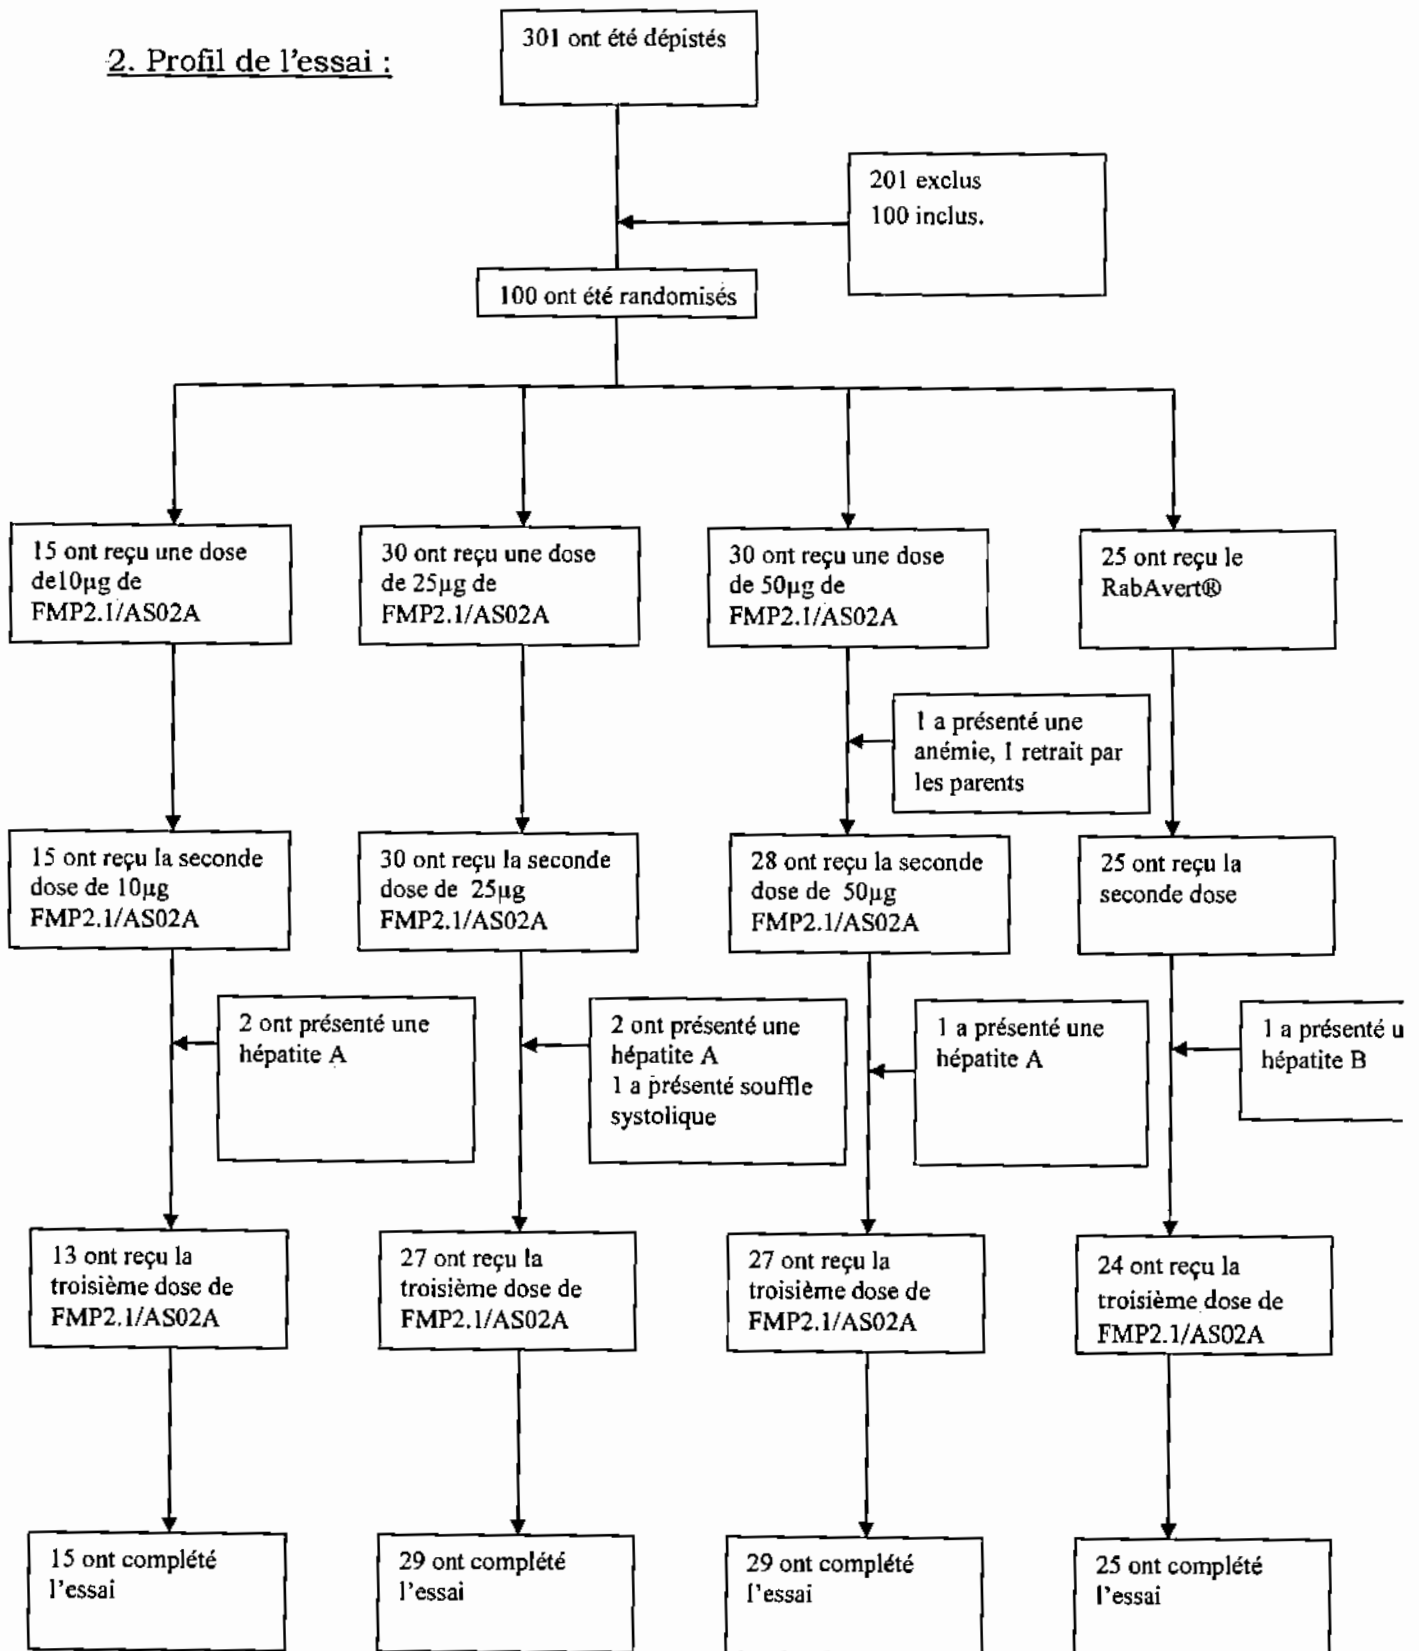 2. Profil de l'essai :
301 ont été dépistés
201 exclus
100 inclus.
100 ont été randomisés
15 ont reçu une dose
de10µg de
FMP2.1/AS02A
30 ont reçu une dose
de 25µg de
FMP2.1/AS02A
30 ont reçu une dose
de 50µg de
FMP2.1/AS02A
25 ont reçu le
RabAvert®
1 a présenté une
anémie, 1 retrait par
les parents
15 ont reçu la seconde
dose de 10µg
FMP2.1/AS02A
30 ont reçu la seconde
dose de 25µg
FMP2.1/AS02A
28 ont reçu la seconde
dose de 50µg
FMP2.1/AS02A
25 ont reçu la
seconde dose
2 ont présenté une
hépatite A
2 ont présenté une
hépatite A
1 a présenté souffle
systolique
1 a présenté une
hépatite A
1 a présenté u
hépatite B
13 ont reçu la
troisième dose de
FMP2.1/AS02A
27 ont reçu la
troisième dose de
FMP2.1/AS02A
27 ont reçu la
troisième dose de
FMP2.1/AS02A
24 ont reçu la
troisième dose de
FMP2.1/AS02A
15 ont complété
l'essai
29 ont complété
l'essai
29 ont complété
l'essai
25 ont complété
l'essai